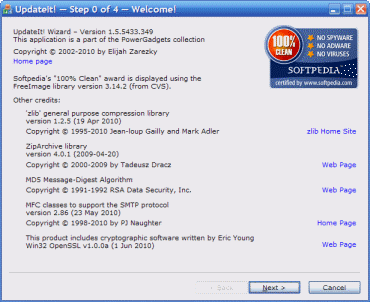 UpdateIt! — Step 0 of 4 — Welcome!
UpdateIt! Wizard - Version 1.5.5433.349
This application is a part of the PowerGadgets collection
Copyright © 2002-2010 by Elijah Zarezky
Home page
100%
CLEAN
NO SPYWARE
NO ADWARE
NO VIRUSES
SOFTPEDIA
certified by www.softpedia.com
Softpedia's "100% Clean" award is displayed using the
FreeImage library version 3.14.2 (from CVS).
Other credits:
'zlib' general purpose compression library
version 1.2.5 (19 Apr 2010)
Copyright © 1995-2010 Jean-loup Gailly and Mark Adler zlib Home Site
ZipArchive library
version 4.0.1 (2009-04-20)
Copyright © 2000-2009 by Tadeusz Dracz Web Page
MD5 Message-Digest Algorithm
Copyright © 1991-1992 RSA Data Security, Inc. Web Page
MFC classes to support the SMTP protocol
version 2.86 (23 May 2010)
Copyright © 1998-2010 by PJ Naughter Home Page
This product includes cryptographic software written by Eric Young
Win32 OpenSSL v1.0.0a (1 Jun 2010) Web Page
< Back Next > Cancel